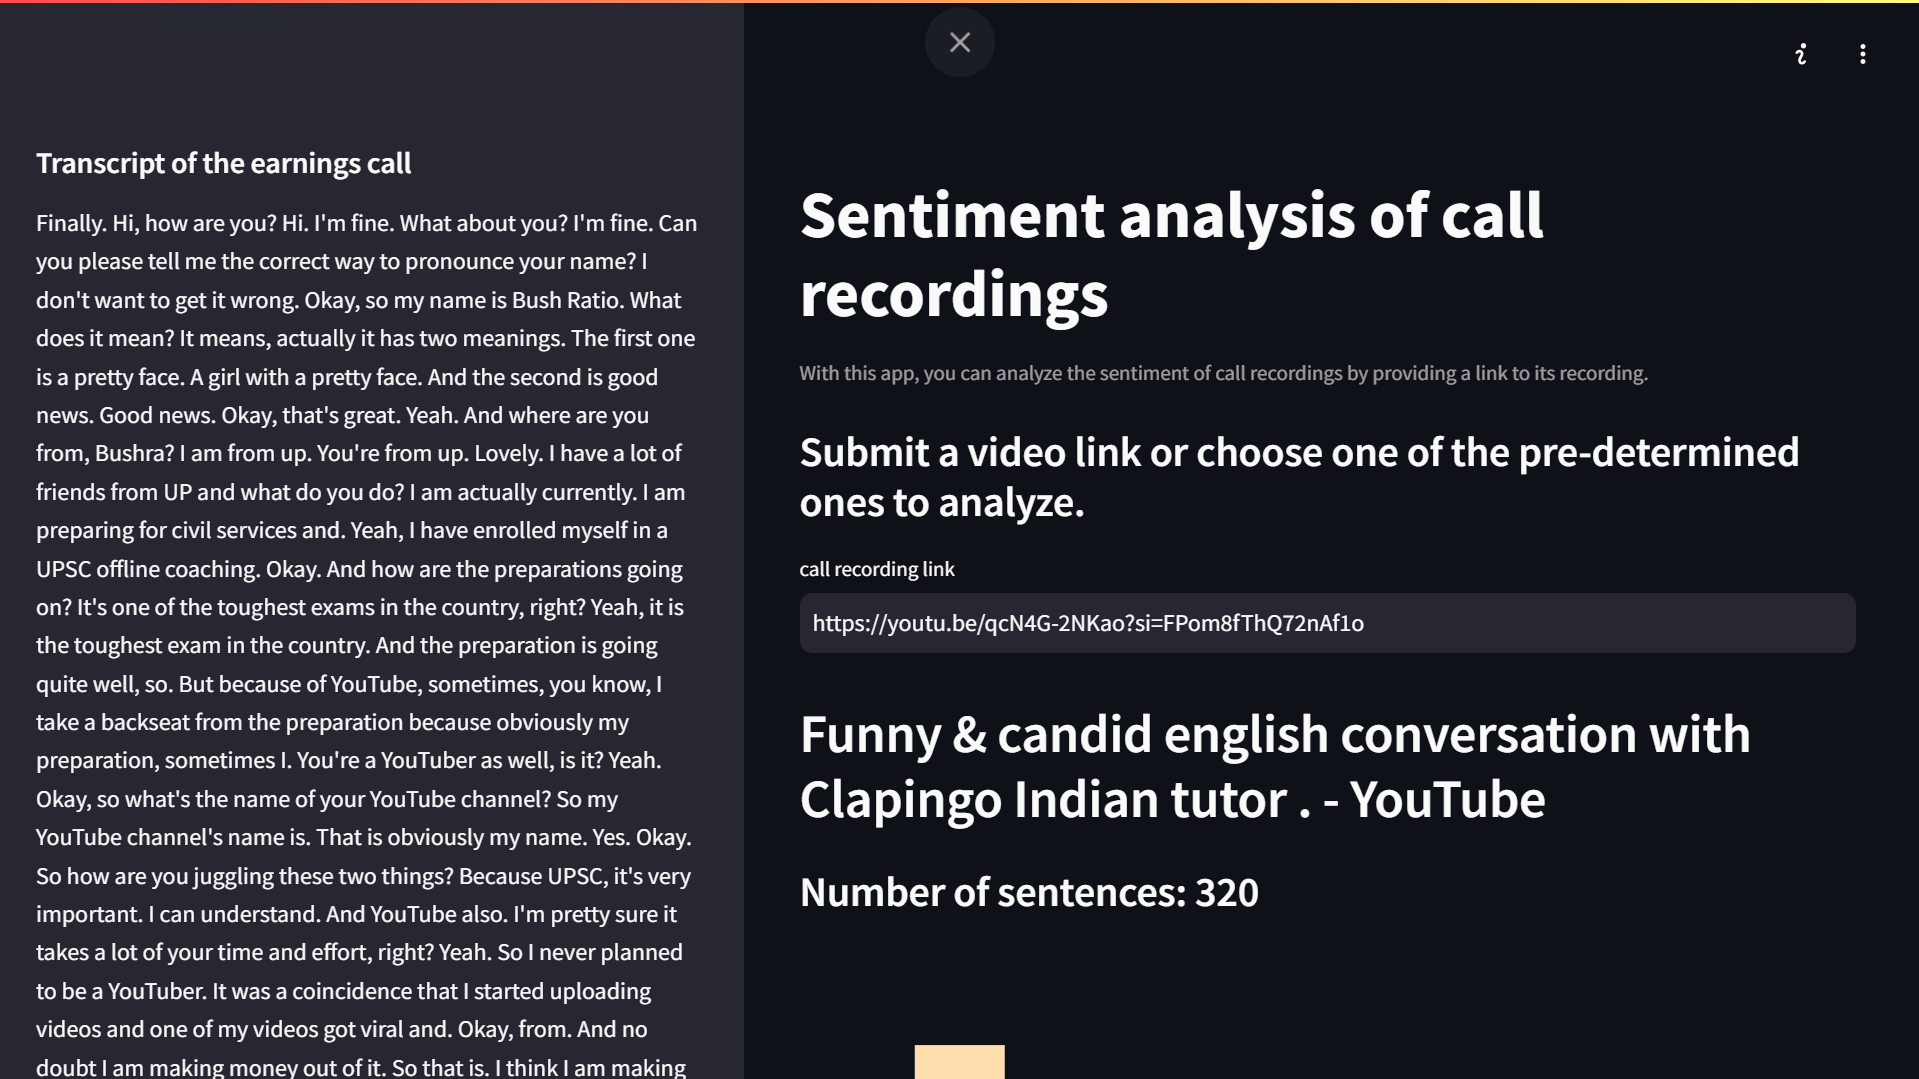 Transcript of the earnings call
Finally. Hi, how are you? Hi. I'm fine. What about you? I'm fine. Can
you please tell me the correct way to pronounce your name? I
don't want to get it wrong. Okay, so my name is Bush Ratio. What
does it mean? It means, actually it has two meanings. The first one
is a pretty face. A girl with a pretty face. And the second is good
news. Good news. Okay, that's great. Yeah. And where are you
from, Bushra? I am from up. You're from up. Lovely. I have a lot of
friends from UP and what do you do? I am actually currently. I am
preparing for civil services and. Yeah, I have enrolled myself in a
UPSC offline coaching. Okay. And how are the preparations going
on? It's one of the toughest exams in the country, right? Yeah, it is
the toughest exam in the country. And the preparation is going
quite well, so. But because of YouTube, sometimes, you know, I
take a backseat from the preparation because obviously my
preparation, sometimes I. You're a YouTuber as well, is it? Yeah.
Okay, so what's the name of your YouTube channel? So my
YouTube channel's name is. That is obviously my name. Yes. Okay.
So how are you juggling these two things? Because UPSC, it's very
important. I can understand. And YouTube also. I'm pretty sure it
takes a lot of your time and effort, right? Yeah. So I never planned
to be a YouTuber. It was a coincidence that I started uploading
videos and one of my videos got viral and. Okay, from. And no
doubt I am making money out of it. So that is. I think I am making
Sentiment analysis of call
recordings
With this app, you can analyze the sentiment of call recordings by providing a link to its recording.
Submit a video link or choose one of the pre-determined
ones to analyze.
call recording link
https://youtu.be/qcN4G-2NKao?si=FPom8fThQ72nAf1o
Funny & candid english conversation with
Clapingo Indian tutor . - YouTube
Number of sentences: 320